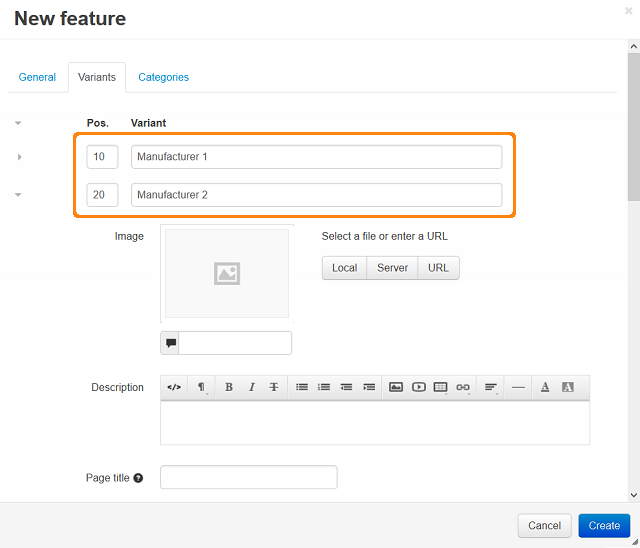 New feature
General Variants Categories
Pos. Variant
10 Manufacturer 1
20 Manufacturer 2
Image Select a file or enter a URL
Local Server URL
Description </> ¶ B I T A A
Page title ?
Cancel Create